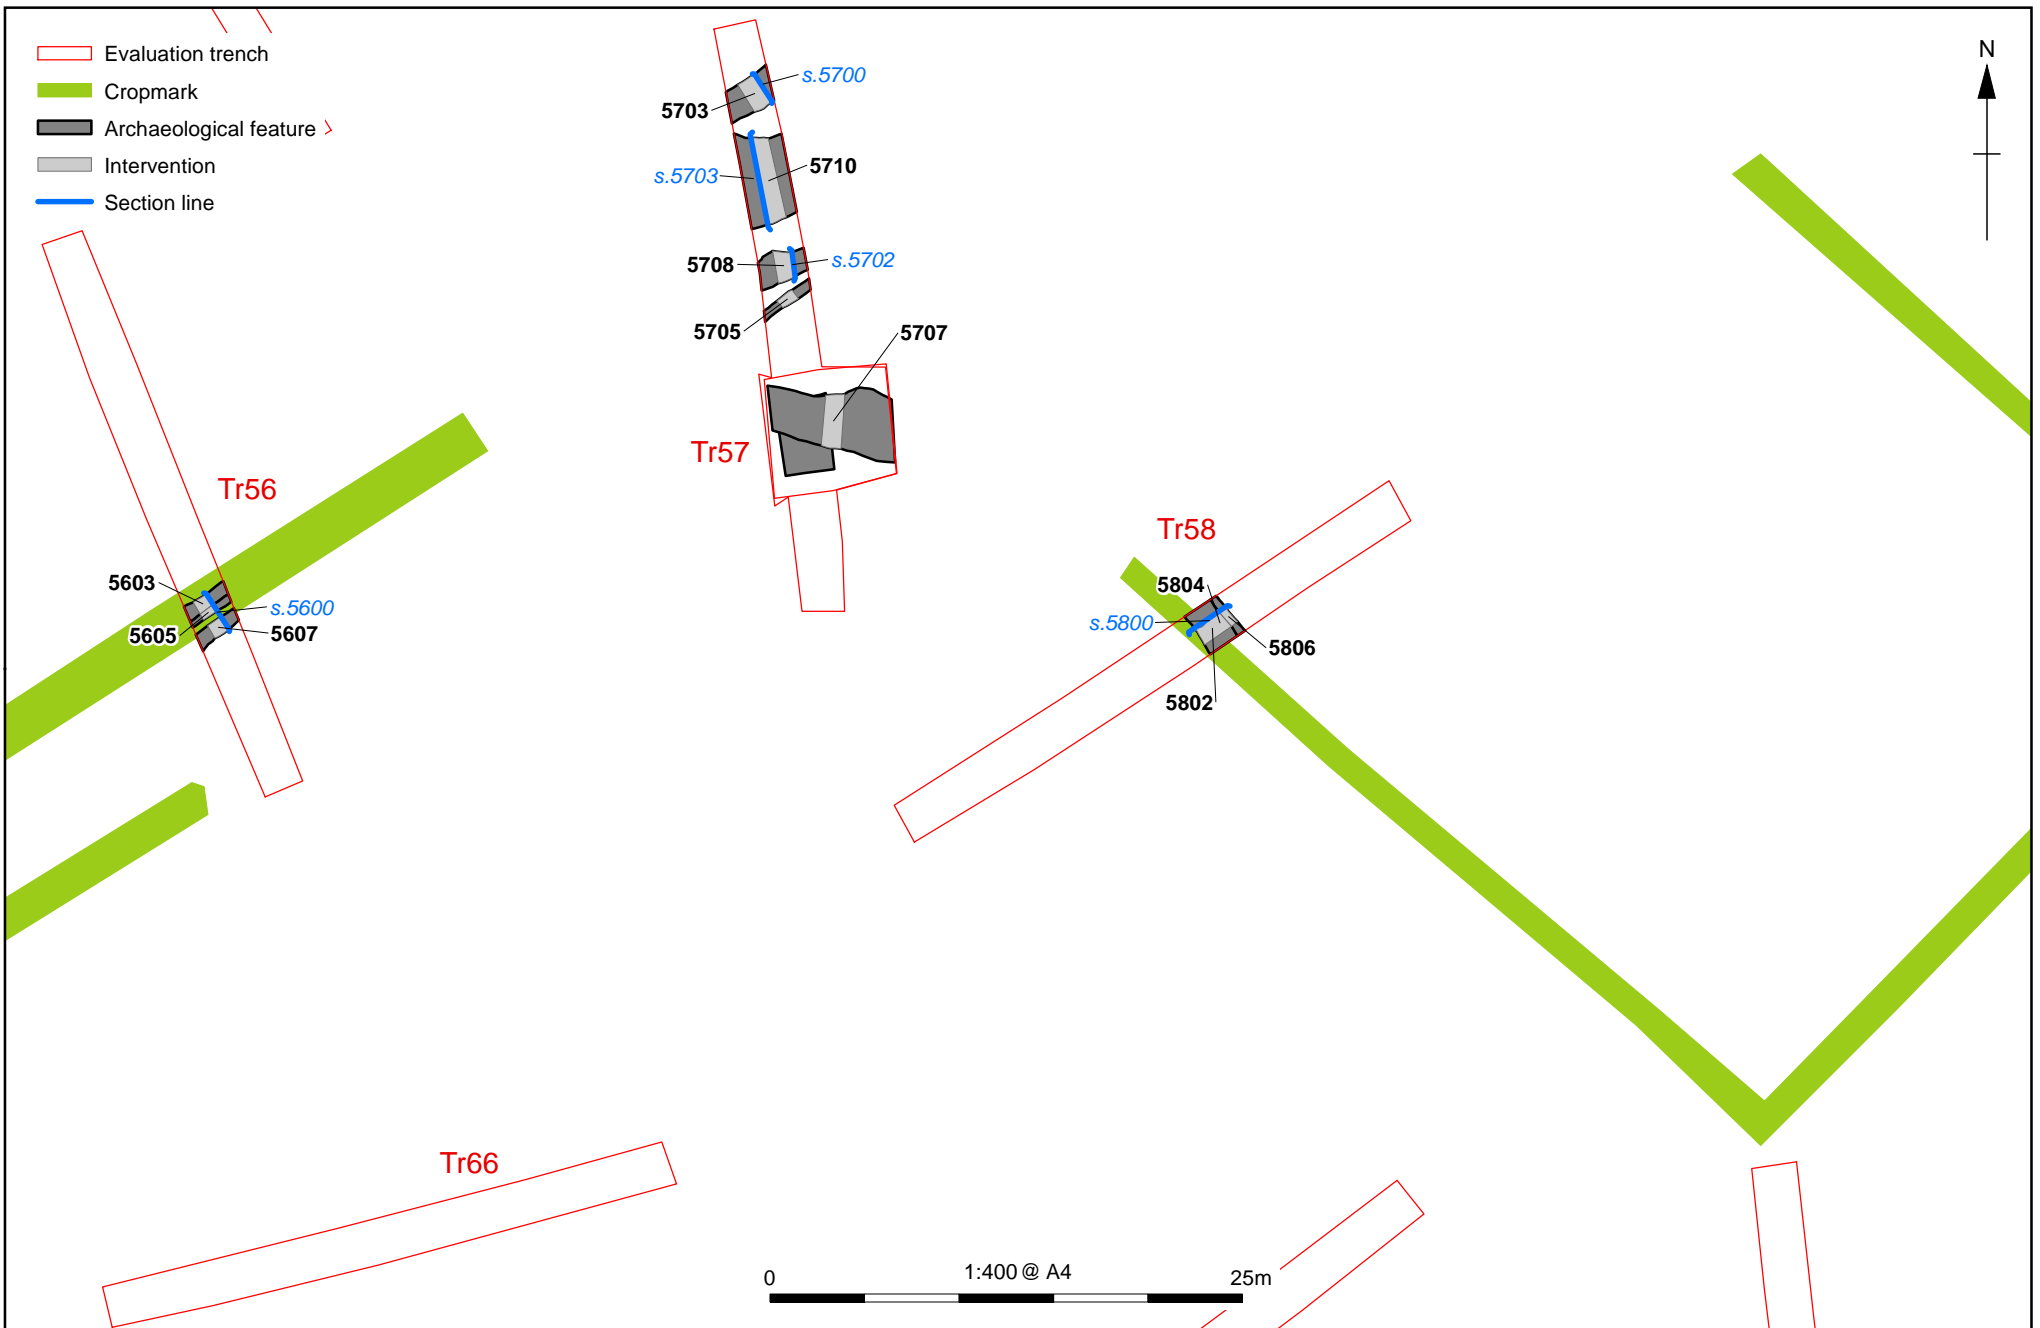 Evaluation trench
Cropmark
Archaeological feature
Intervention
Section line
N
s.5700
5703
5710
s.5703
5708
s.5702
5705
5707
Tr57
Tr56
5603
s.5600
5605
5607
Tr58
5804
s.5800
5806
5802
Tr66
0
1:400 @ A4
25m